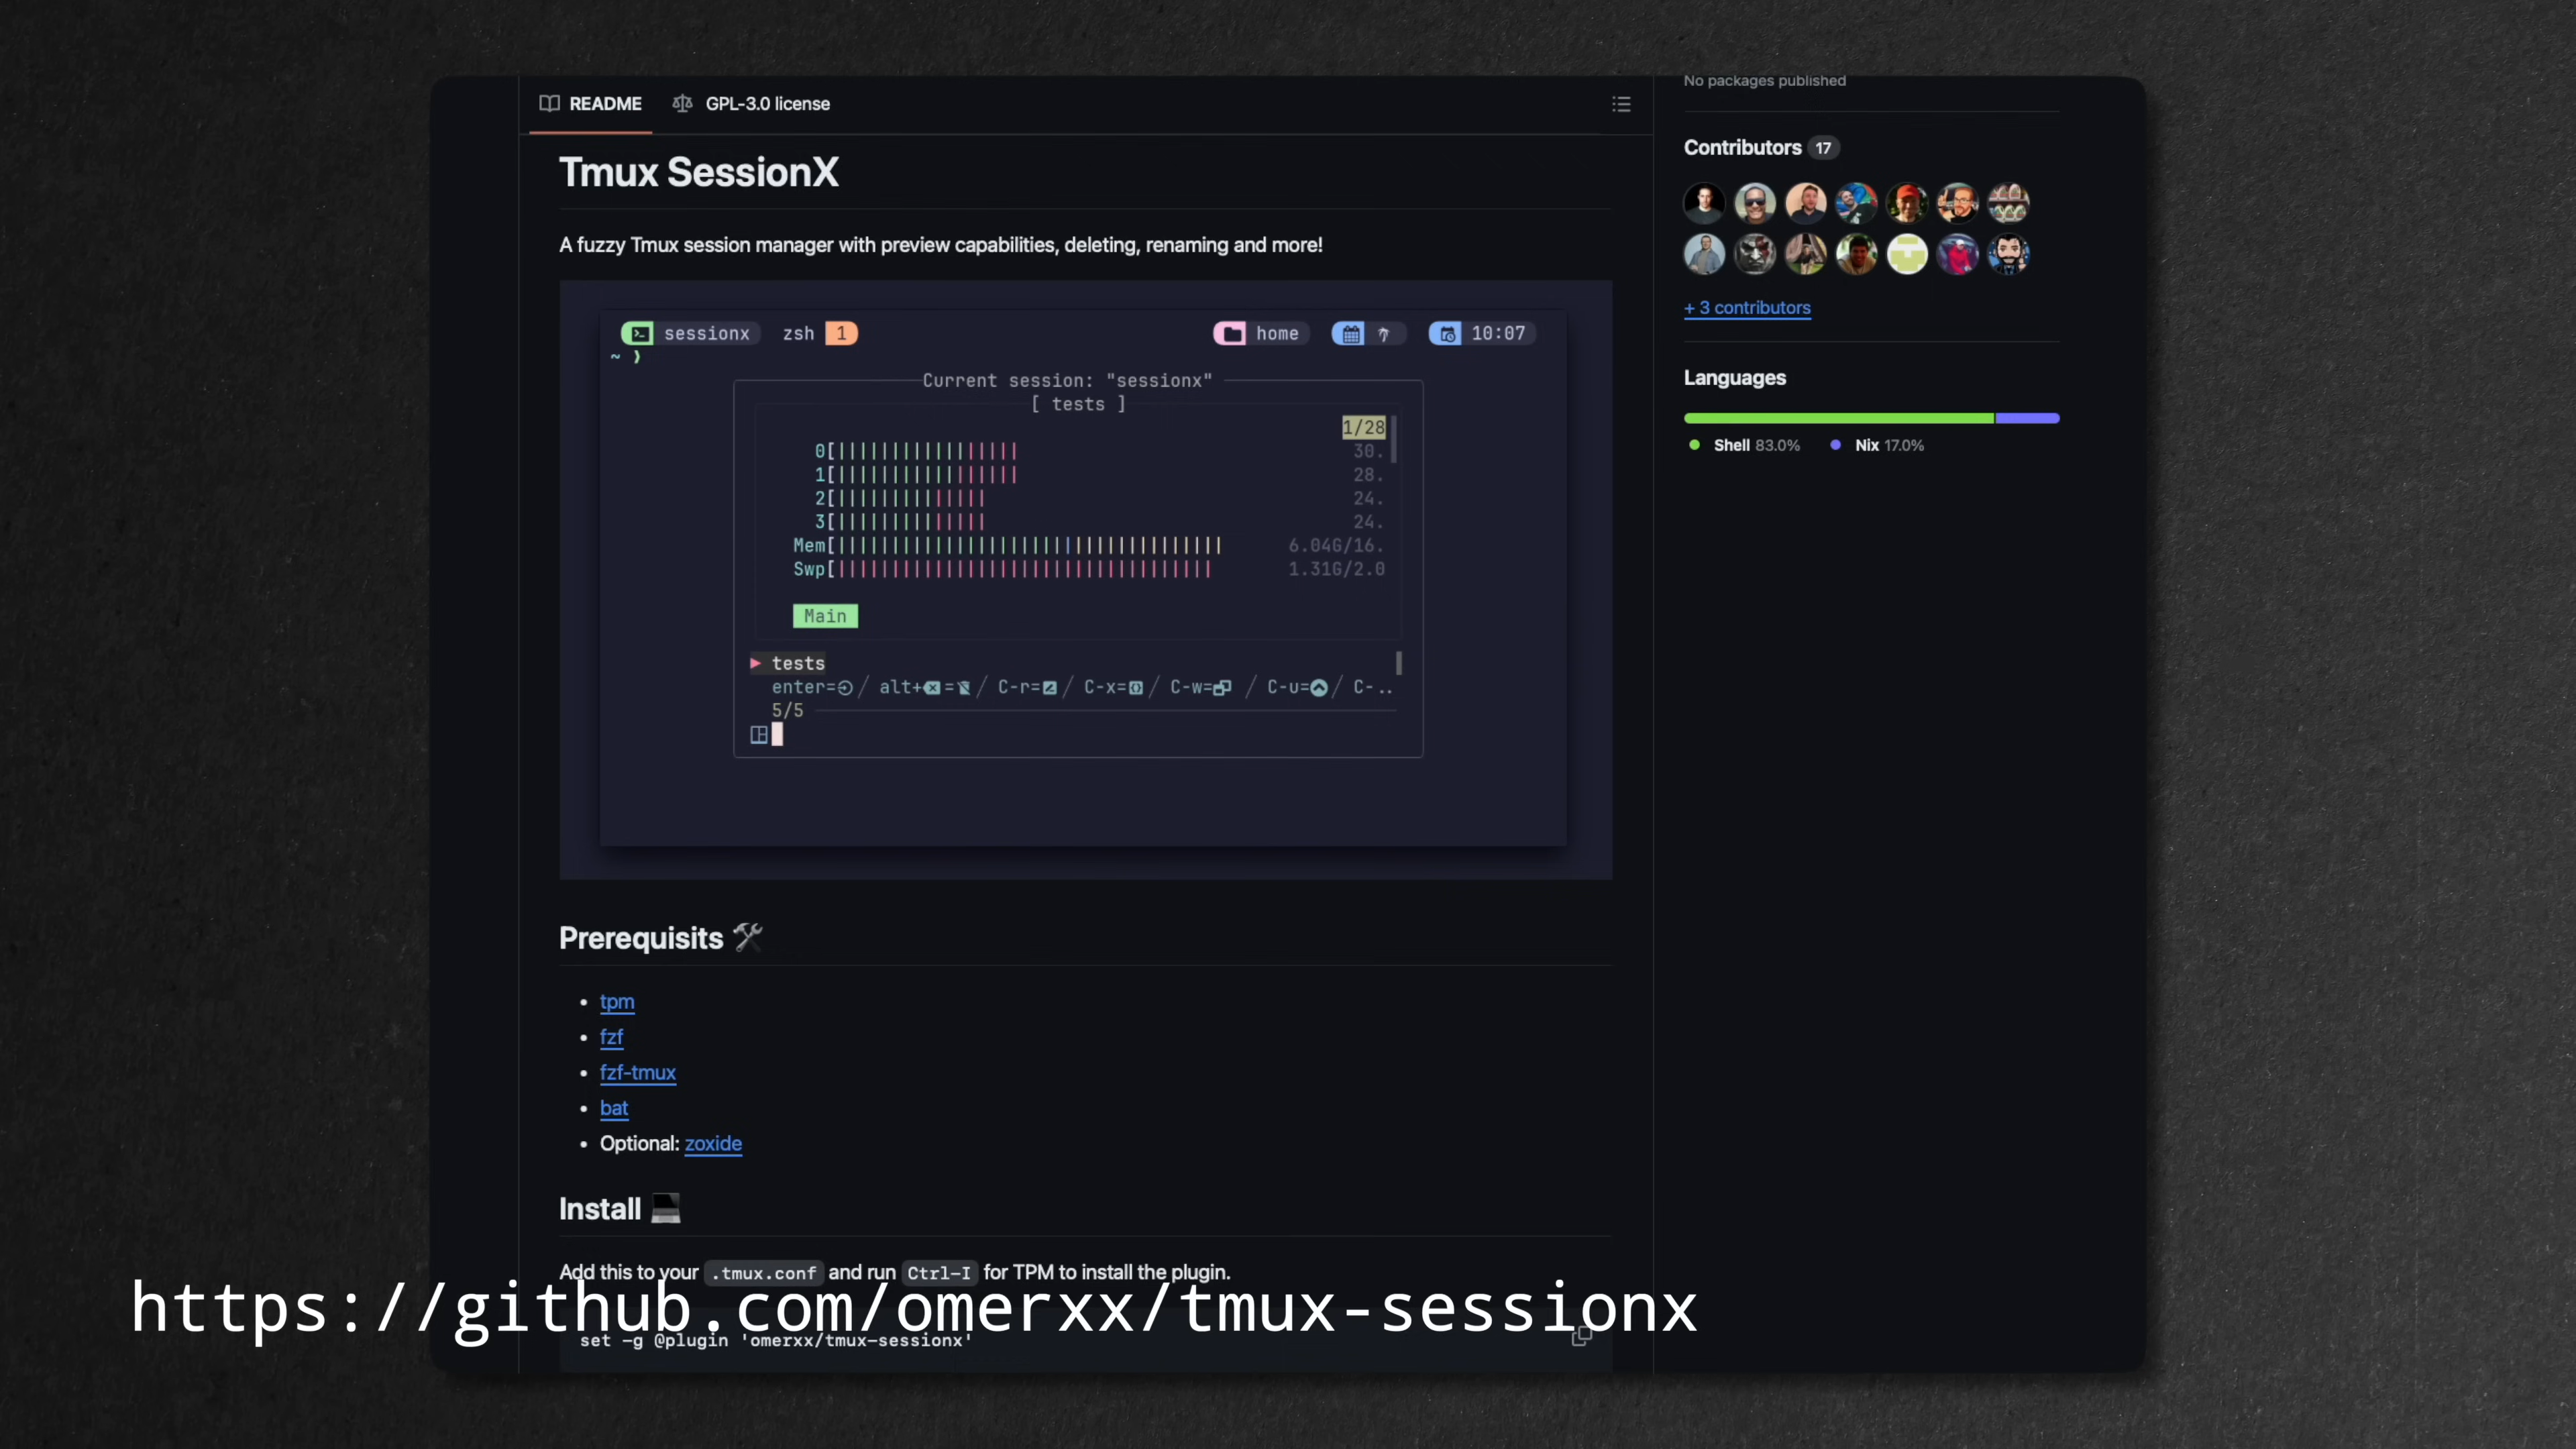 README
GPL-3.0 license
Tmux SessionX
A fuzzy Tmux session manager with preview capabilities, deleting, renaming and more!
sessionx zsh 1 home 10:07
~ ❯
Current session: "sessionx"
[ tests ]
1/28
0[||||||||||||||||| 30.
1[||||||||||||||||| 28.
2[|||||||||||||| 24.
3[|||||||||||||| 24.
Mem[|||||||||||||||||||||||||||||||||||| 6.04G/16.
Swp[||||||||||||||||||||||||||||||||||| 1.31G/2.0
Main
▶ tests
enter= / alt+ = / C-r= / C-x= / C-w= / C-u= / C-..
5/5
Prerequisits
• tpm
• fzf
• fzf-tmux
• bat
• Optional: zoxide
Install
Add this to your .tmux.conf and run Ctrl-I for TPM to install the plugin.
set -g @plugin 'omerxx/tmux-sessionx'
No packages published
Contributors 17
+ 3 contributors
Languages
Shell 83.0% Nix 17.0%
https://github.com/omerxx/tmux-sessionx